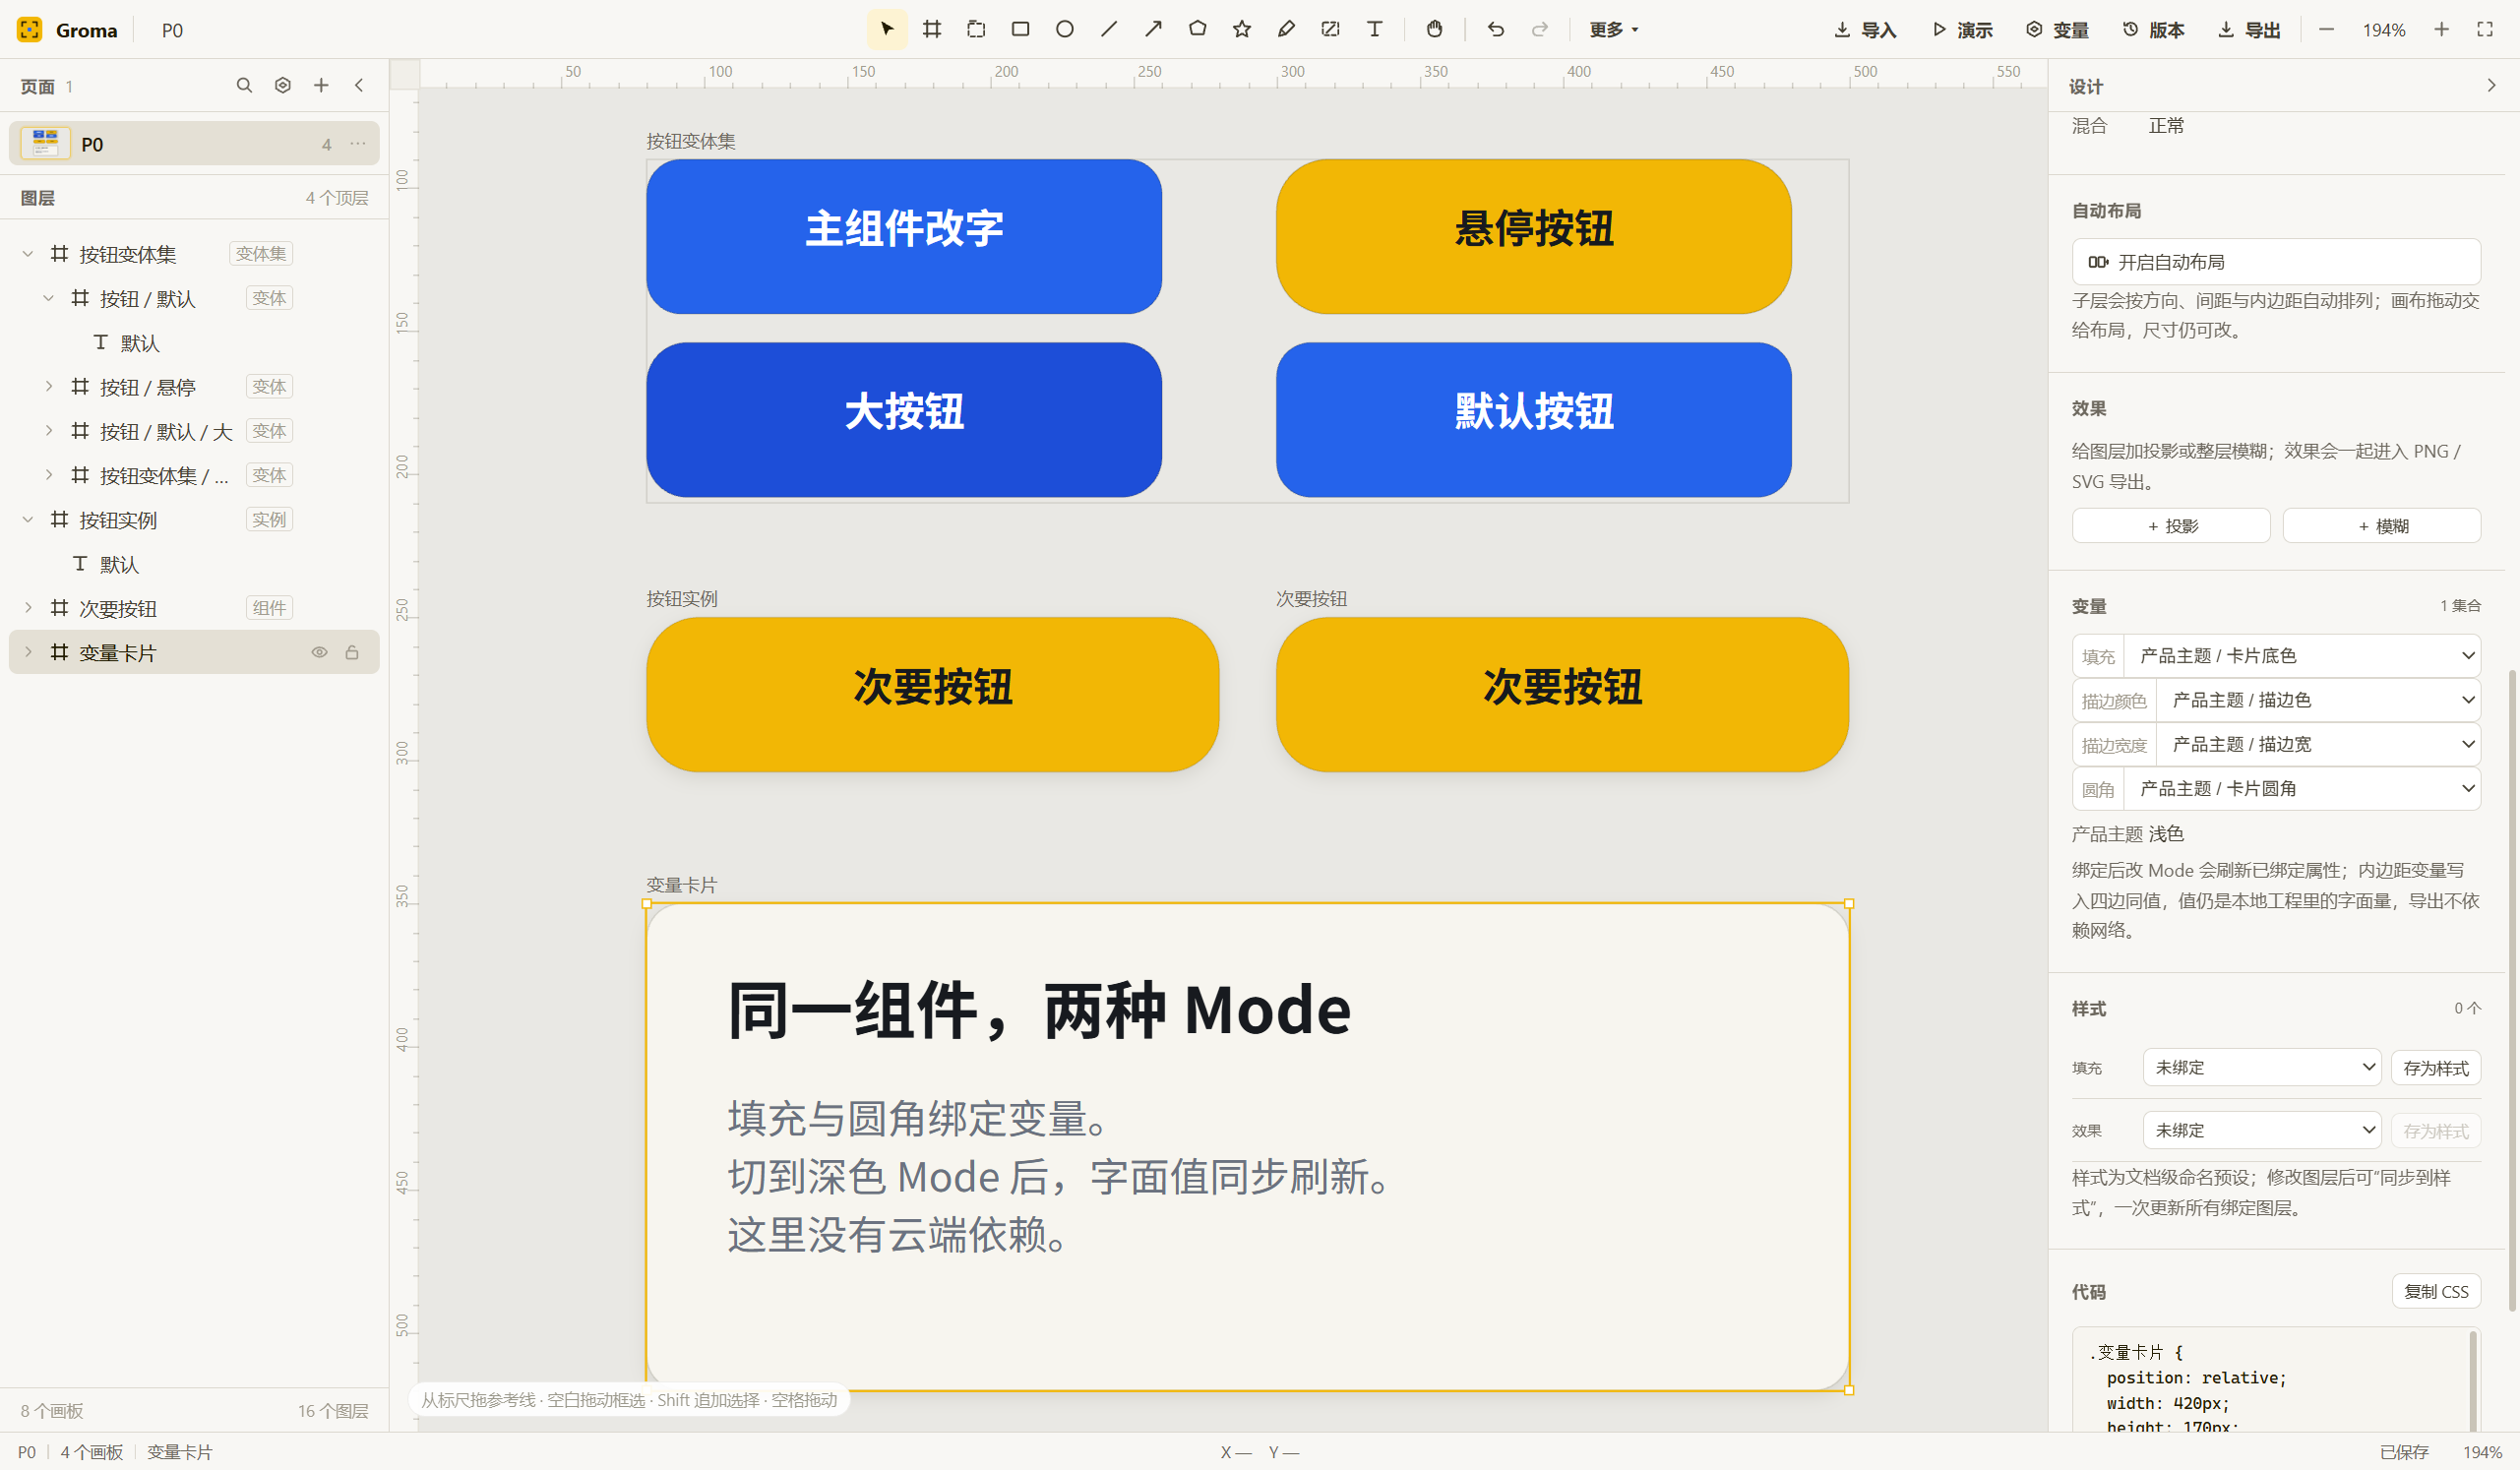 Groma
P0
更多
导入
演示
变量
版本
导出
194%
页面 1
P0
4
图层
4 个顶层
按钮变体集
变体集
按钮 / 默认
变体
默认
按钮 / 悬停
变体
按钮 / 默认 / 大
变体
按钮变体集 / ...
变体
按钮实例
实例
默认
次要按钮
组件
变量卡片
8 个画板
16 个图层
50
100
150
200
250
300
350
400
450
500
550
100
150
200
250
300
350
400
450
500
按钮变体集
主组件改字
悬停按钮
大按钮
默认按钮
按钮实例
次要按钮
次要按钮
次要按钮
变量卡片
同一组件，两种 Mode
填充与圆角绑定变量。
切到深色 Mode 后，字面值同步刷新。
这里没有云端依赖。
从标尺拖参考线 · 空白拖动框选 · Shift 追加选择 · 空格拖动
设计
混合
正常
自动布局
开启自动布局
子层会按方向、间距与内边距自动排列；画布拖动交
给布局，尺寸仍可改。
效果
给图层加投影或整层模糊；效果会一起进入 PNG /
SVG 导出。
+ 投影
+ 模糊
变量
1 集合
填充
产品主题 / 卡片底色
描边颜色
产品主题 / 描边色
描边宽度
产品主题 / 描边宽
圆角
产品主题 / 卡片圆角
产品主题 浅色
绑定后改 Mode 会刷新已绑定属性；内边距变量写
入四边同值，值仍是本地工程里的字面量，导出不依
赖网络。
样式
0 个
填充
未绑定
存为样式
效果
未绑定
存为样式
样式为文档级命名预设；修改图层后可“同步到样
式”，一次更新所有绑定图层。
代码
复制 CSS
.变量卡片 {
position: relative;
width: 420px;
height: 170px;
P0
4 个画板
变量卡片
X —
Y —
已保存
194%